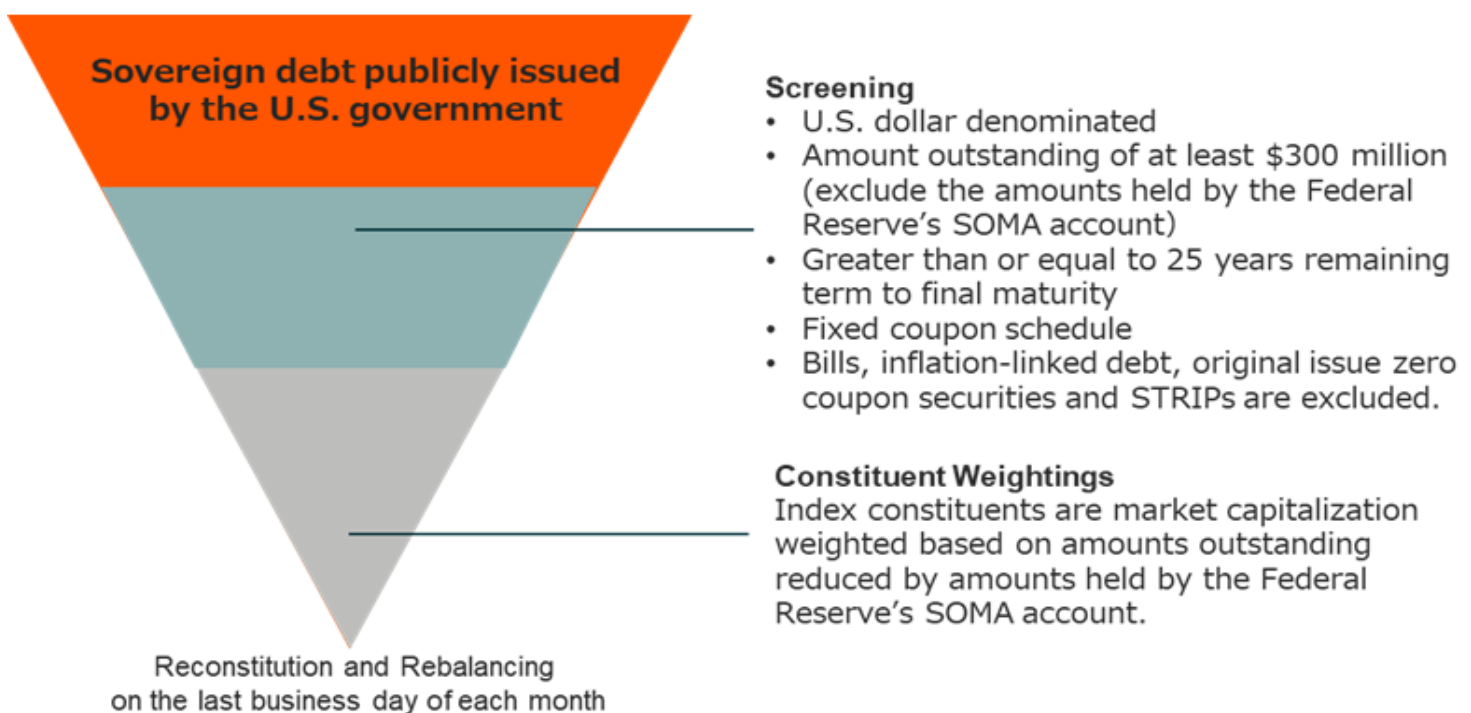 Sovereign debt publicly issued
by the U.S. government
Screening
• U.S. dollar denominated
• Amount outstanding of at least $300 million
(exclude the amounts held by the Federal
Reserve’s SOMA account)
• Greater than or equal to 25 years remaining
term to final maturity
• Fixed coupon schedule
• Bills, inflation-linked debt, original issue zero
coupon securities and STRIPs are excluded.
Constituent Weightings
Index constituents are market capitalization
weighted based on amounts outstanding
reduced by amounts held by the Federal
Reserve’s SOMA account.
Reconstitution and Rebalancing
on the last business day of each month